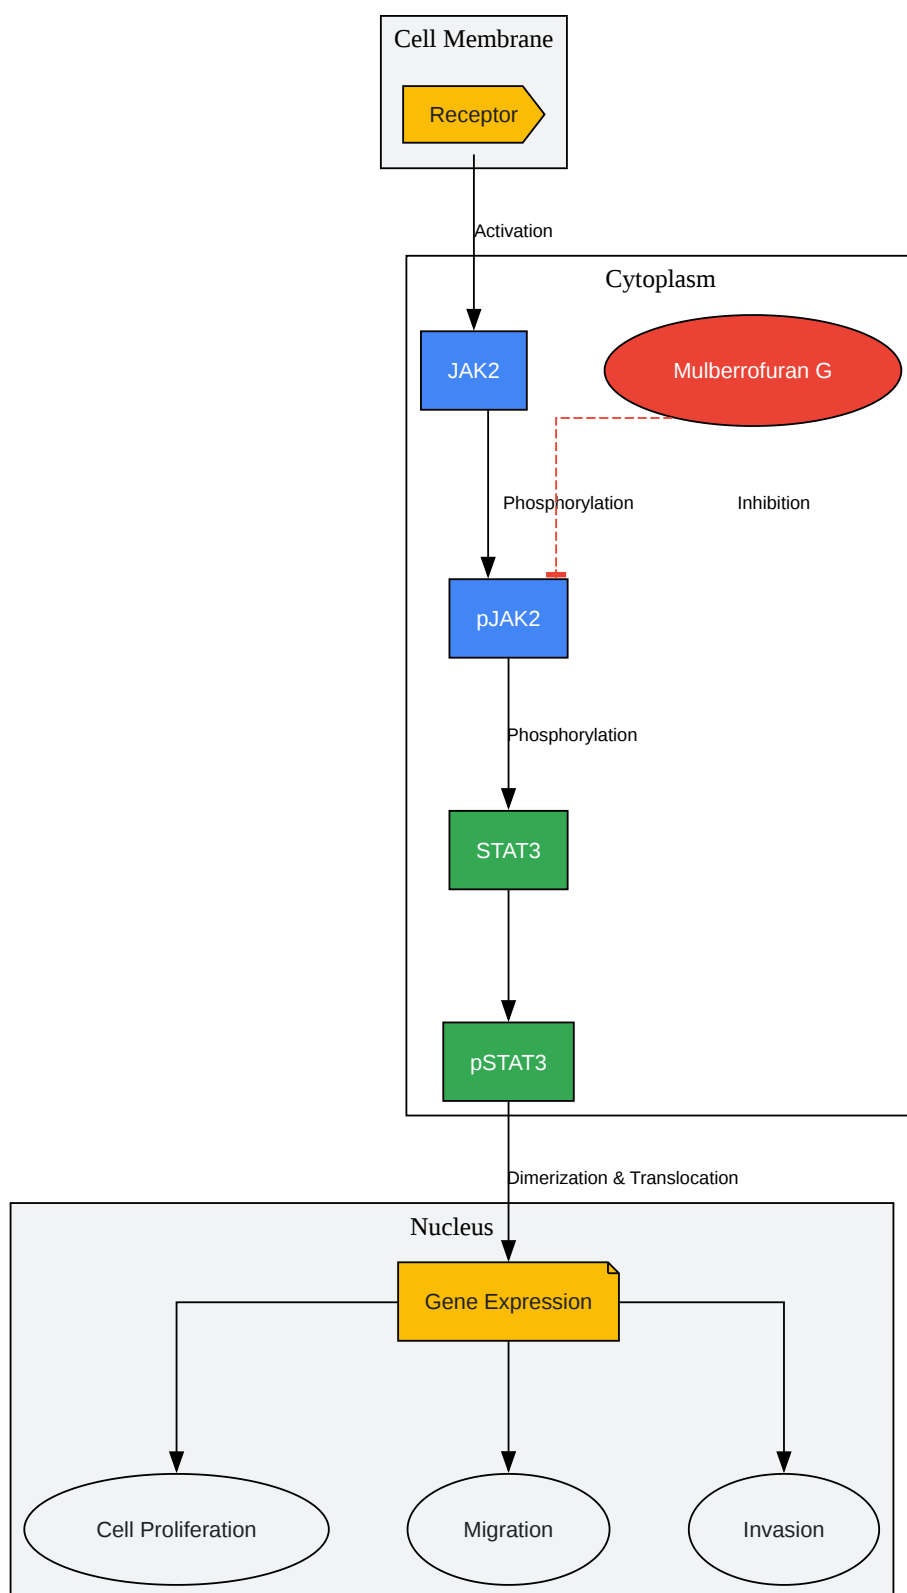 Cell Membrane
Receptor
Activation
Cytoplasm
JAK2
Mulberrofuran G
Phosphorylation
Inhibition
pJAK2
Phosphorylation
STAT3
pSTAT3
Dimerization & Translocation
Nucleus
Gene Expression
Cell Proliferation
Migration
Invasion